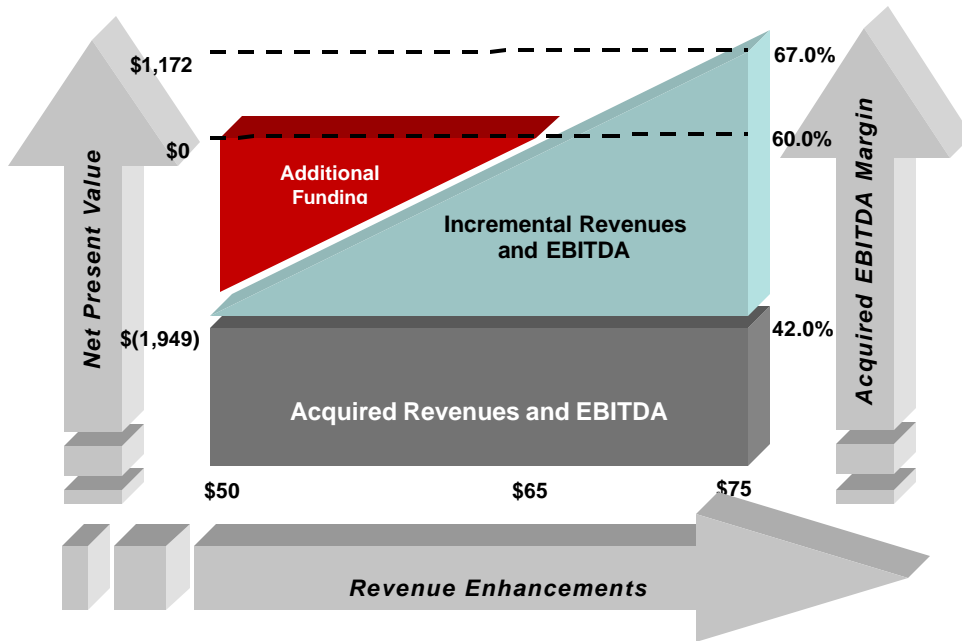 $1,172
67.0%
$0
60.0%
Additional
Funding
Incremental Revenues
and EBITDA
Net Present Value
Acquired EBITDA Margin
$(1,949)
42.0%
Acquired Revenues and EBITDA
$50
$65
$75
Revenue Enhancements